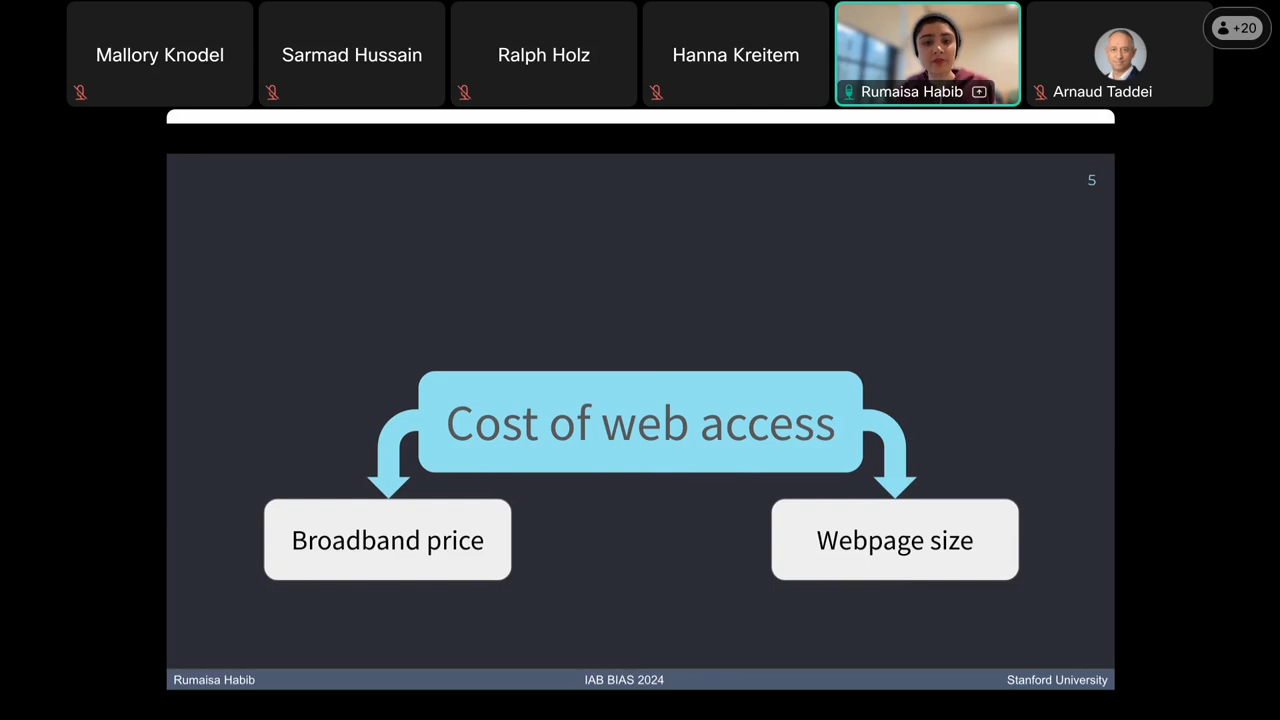 Mallory Knodel
Sarmad Hussain
Ralph Holz
Hanna Kreitem
Rumaisa Habib
Arnaud Taddei
+20
5
Cost of web access
Broadband price
Webpage size
Rumaisa Habib
IAB BIAS 2024
Stanford University